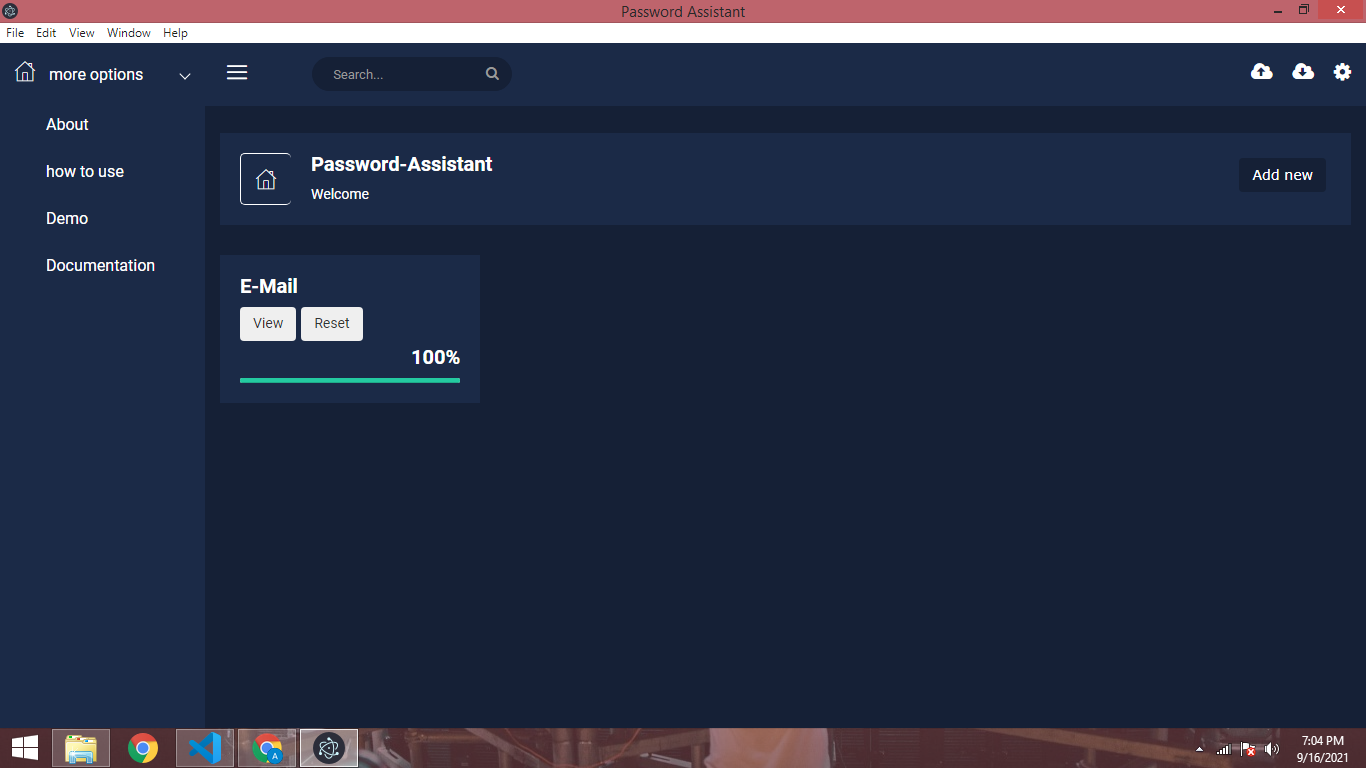 Password Assistant
File Edit View Window Help
more options
Search...
About
how to use
Demo
Documentation
Password-Assistant
Welcome
Add new
E-Mail
View Reset
100%
A
7:04 PM
9/16/2021